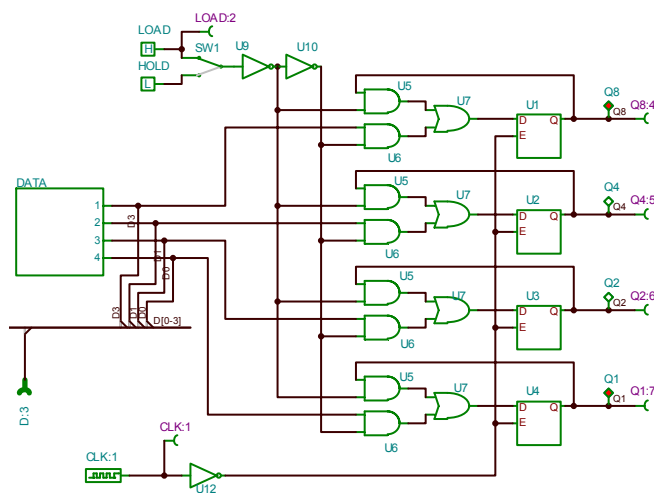 LOAD LOAD:2
H
SW1 U9 U10
HOLD
L
U5 U7 U1 Q8 Q8:4
D Q Q8
E
U6
DATA
1
2
3
4
U5 U7 U2 Q4 Q4:5
D Q Q4
E
U6
D3
D1
D0
U5 U7 U3 Q2 Q2:6
D Q Q2
E
U6
D3 D1 D0 D[0-3]
D:3
U5 U7 U4 Q1 Q1:7
D Q Q1
E
U6
CLK:1
CLK:1
U12